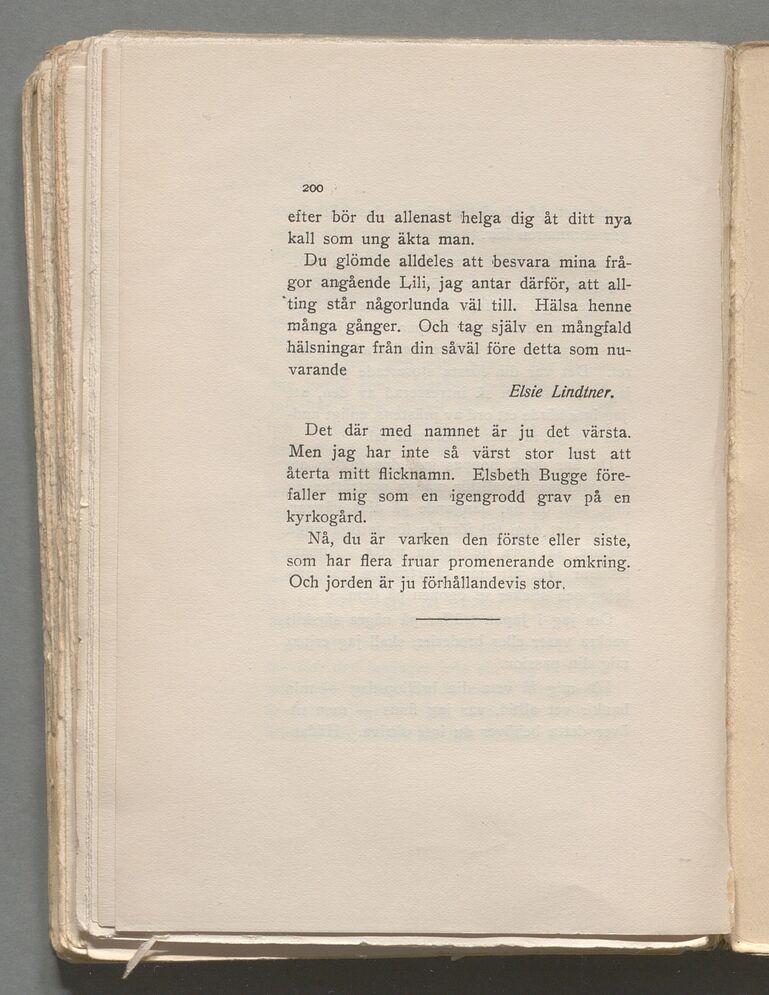 200
efter bör du allenast helga dig åt ditt nya
kall som ung äkta man.
Du glömde alldeles att besvara mina frå-
gor angående Lili, jag antar därför, att all-
ting står någorlunda väl till. Hälsa henne
många gånger. Och tag själv en mångfald
hälsningar från din såväl före detta som nu-
varande
Elsie Lindtner.
Det där med namnet är ju det värsta.
Men jag har inte så värst stor lust att
återta mitt flicknamn. Elsbeth Bugge före-
faller mig som en igengrodd grav på en
kyrkogård.
Nå, du är varken den förste eller siste,
som har flera fruar promenerande omkring.
Och jorden är ju förhållandevis stor.